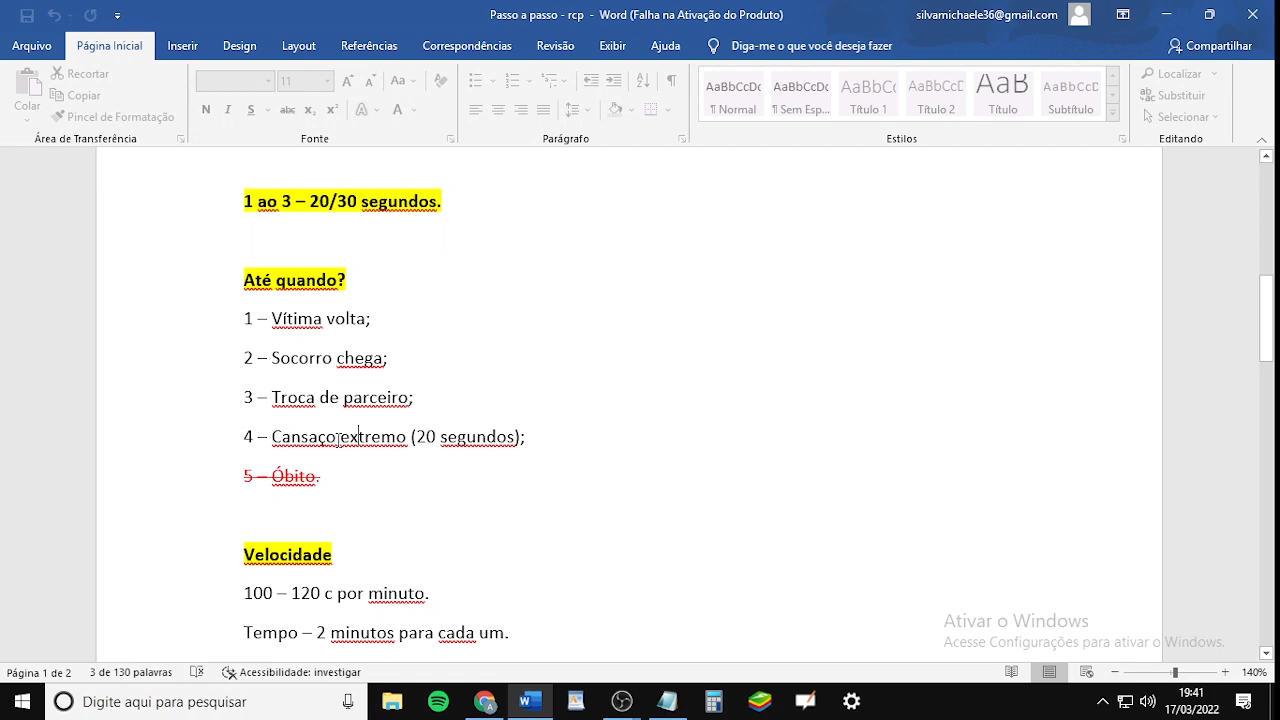 Passo a passo - rcp - Word (Falha na Ativação do Produto)
silvamichaele36@gmail.com
Arquivo
Página Inicial
Inserir
Design
Layout
Referências
Correspondências
Revisão
Exibir
Ajuda
Diga-me o que você deseja fazer
Compartilhar
Colar
Recortar
Copiar
Pincel de Formatação
Área de Transferência
11
Aa
N I S abc x₂ x² A A
Fonte
Parágrafo
AaBbCcDc
¶ Normal
AaBbCcDc
¶ Sem Esp...
AaBbCc
Título 1
AaBbCcD
Título 2
AaB
Título
AaBbCcD
Subtítulo
Estilos
Localizar
Substituir
Selecionar
Editando
1 ao 3 – 20/30 segundos.
Até quando?
1 – Vítima volta;
2 – Socorro chega;
3 – Troca de parceiro;
4 – Cansaço extremo (20 segundos);
5 – Óbito.
Velocidade
100 – 120 c por minuto.
Tempo – 2 minutos para cada um.
Ativar o Windows
Acesse Configurações para ativar o Windows.
Página 1 de 2
3 de 130 palavras
Acessibilidade: investigar
140%
Digite aqui para pesquisar
19:41
17/03/2022